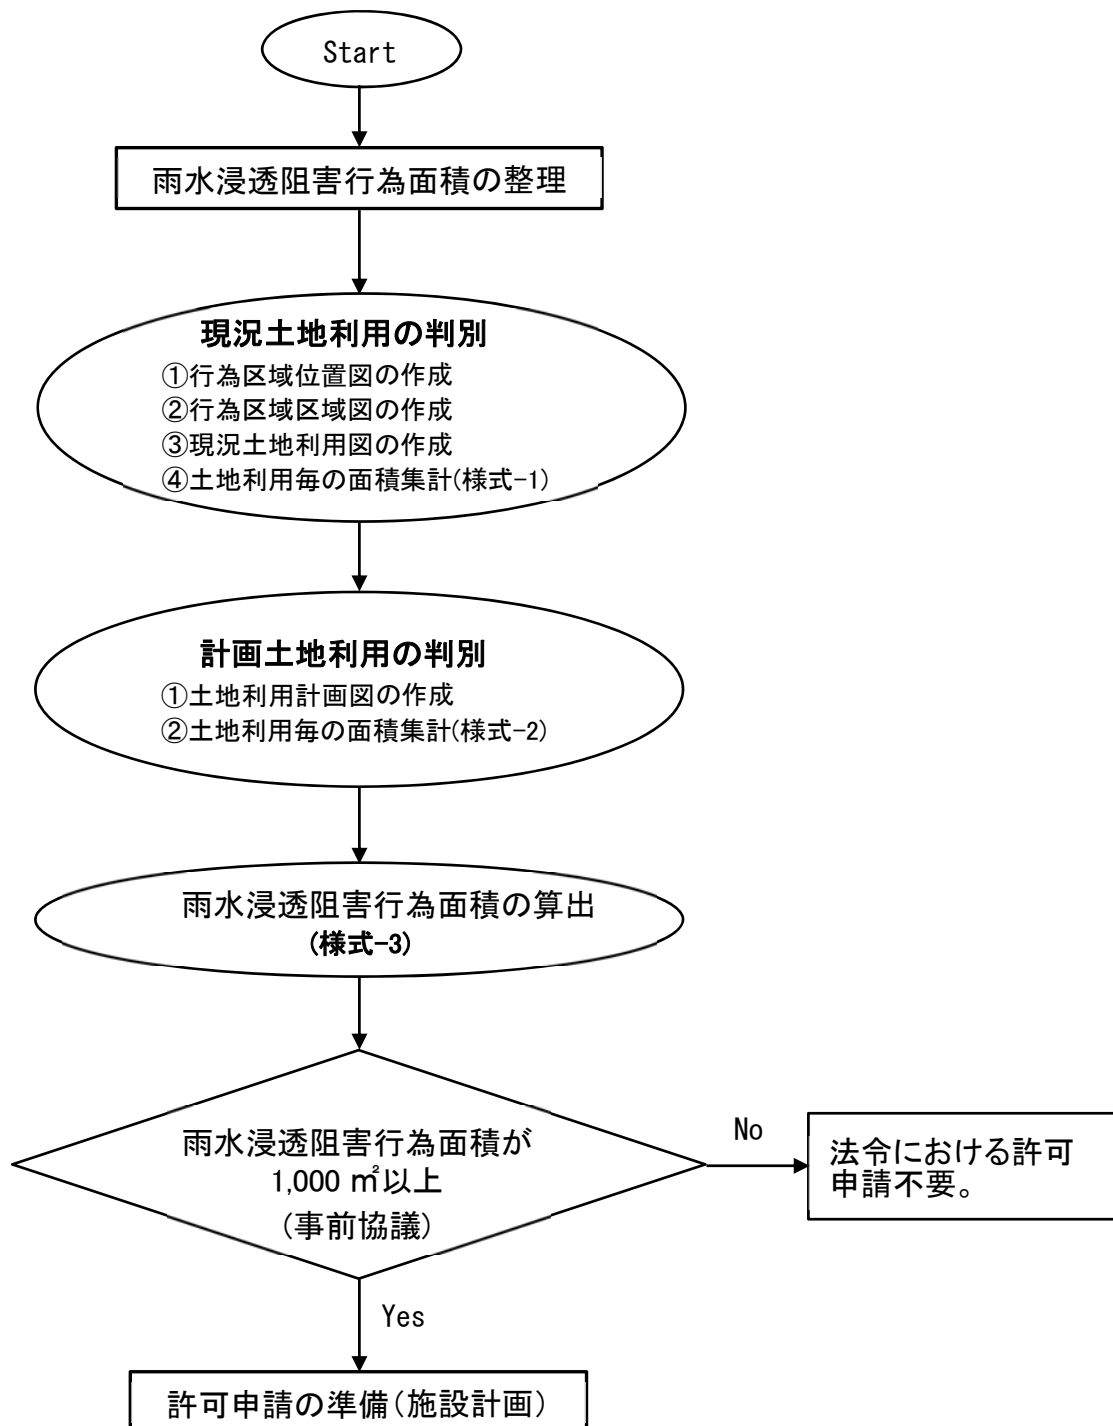 Start
雨水浸透阻害行為面積の整理
現況土地利用の判別
①行為区域位置図の作成
②行為区域区域図の作成
③現況土地利用図の作成
④土地利用毎の面積集計(様式-1)
計画土地利用の判別
①土地利用計画図の作成
②土地利用毎の面積集計(様式-2)
雨水浸透阻害行為面積の算出
(様式-3)
雨水浸透阻害行為面積が
1,000 ㎡以上
(事前協議)
No
法令における許可
申請不要。
Yes
許可申請の準備(施設計画)